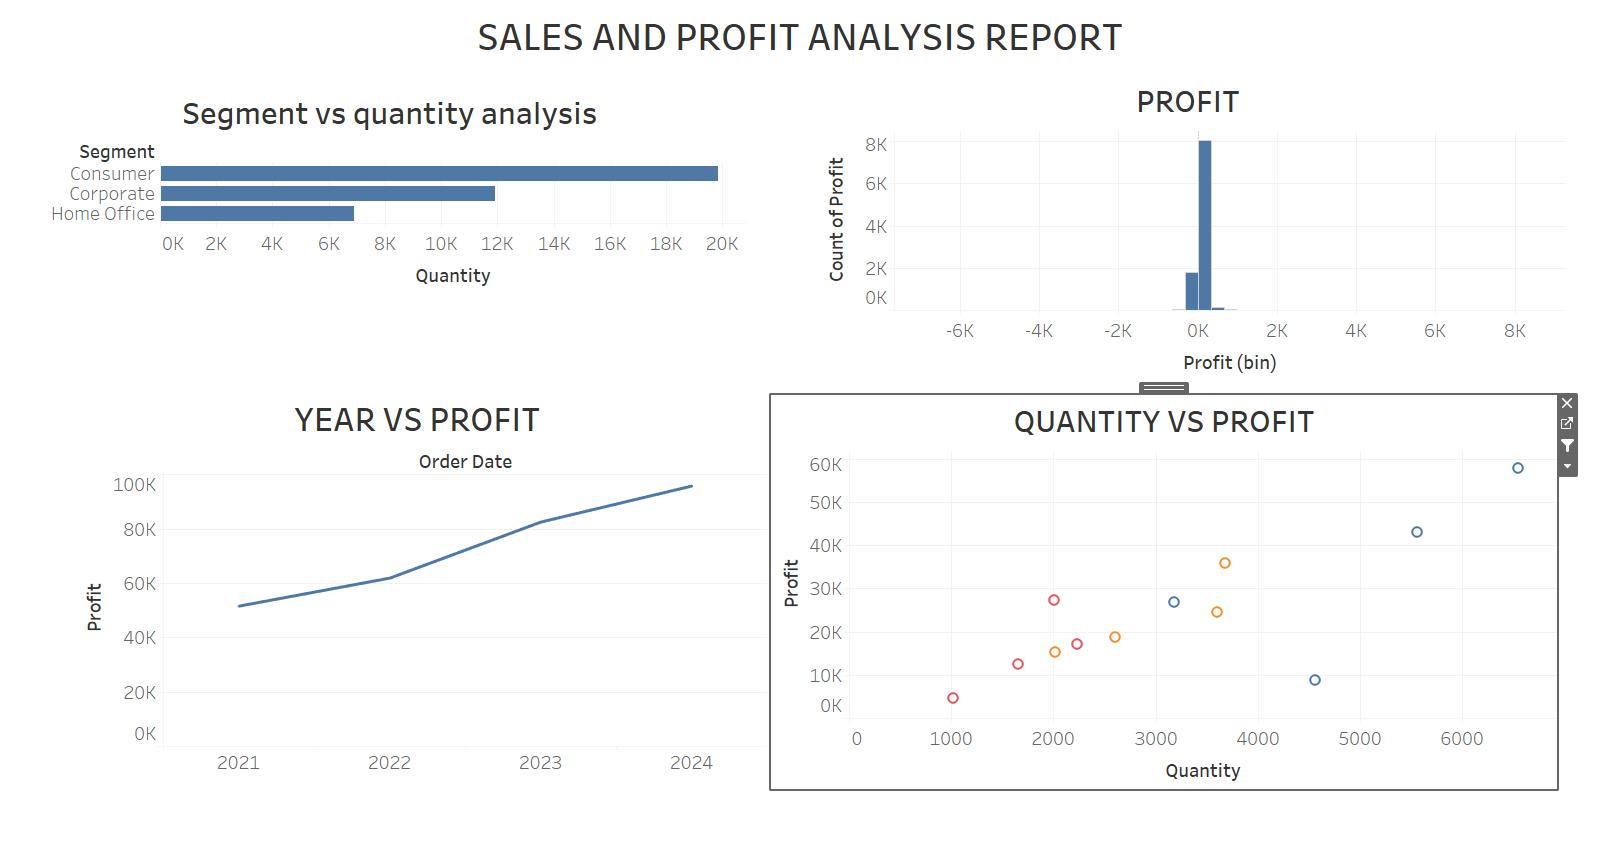 SALES AND PROFIT ANALYSIS REPORT
Segment vs quantity analysis
Segment
Consumer
Corporate
Home Office
0K 2K 4K 6K 8K 10K 12K 14K 16K 18K 20K
Quantity
PROFIT
Count of Profit
8K
6K
4K
2K
0K
-6K -4K -2K 0K 2K 4K 6K 8K
Profit (bin)
YEAR VS PROFIT
Order Date
Profit
100K
80K
60K
40K
20K
0K
2021 2022 2023 2024
QUANTITY VS PROFIT
Profit
60K
50K
40K
30K
20K
10K
0K
0 1000 2000 3000 4000 5000 6000
Quantity